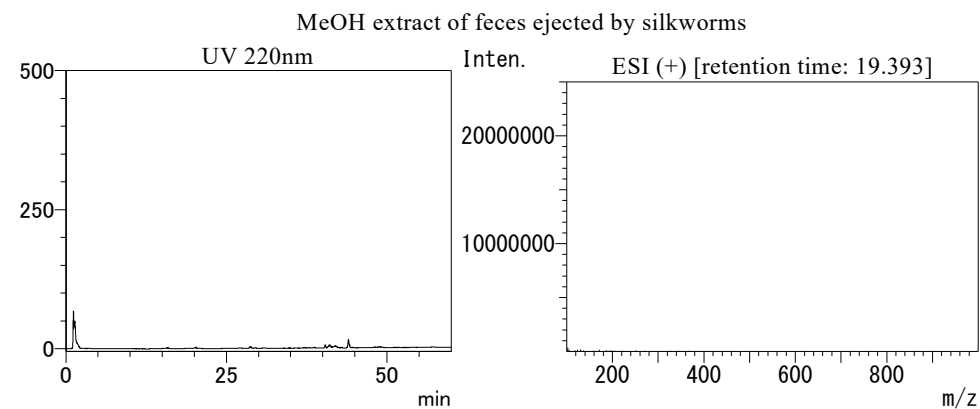 MeOH extract of feces ejected by silkworms
UV 220nm
500
250
0
0 25 50
min
Inten.
ESI (+) [retention time: 19.393]
20000000
10000000
200 400 600 800
m/z